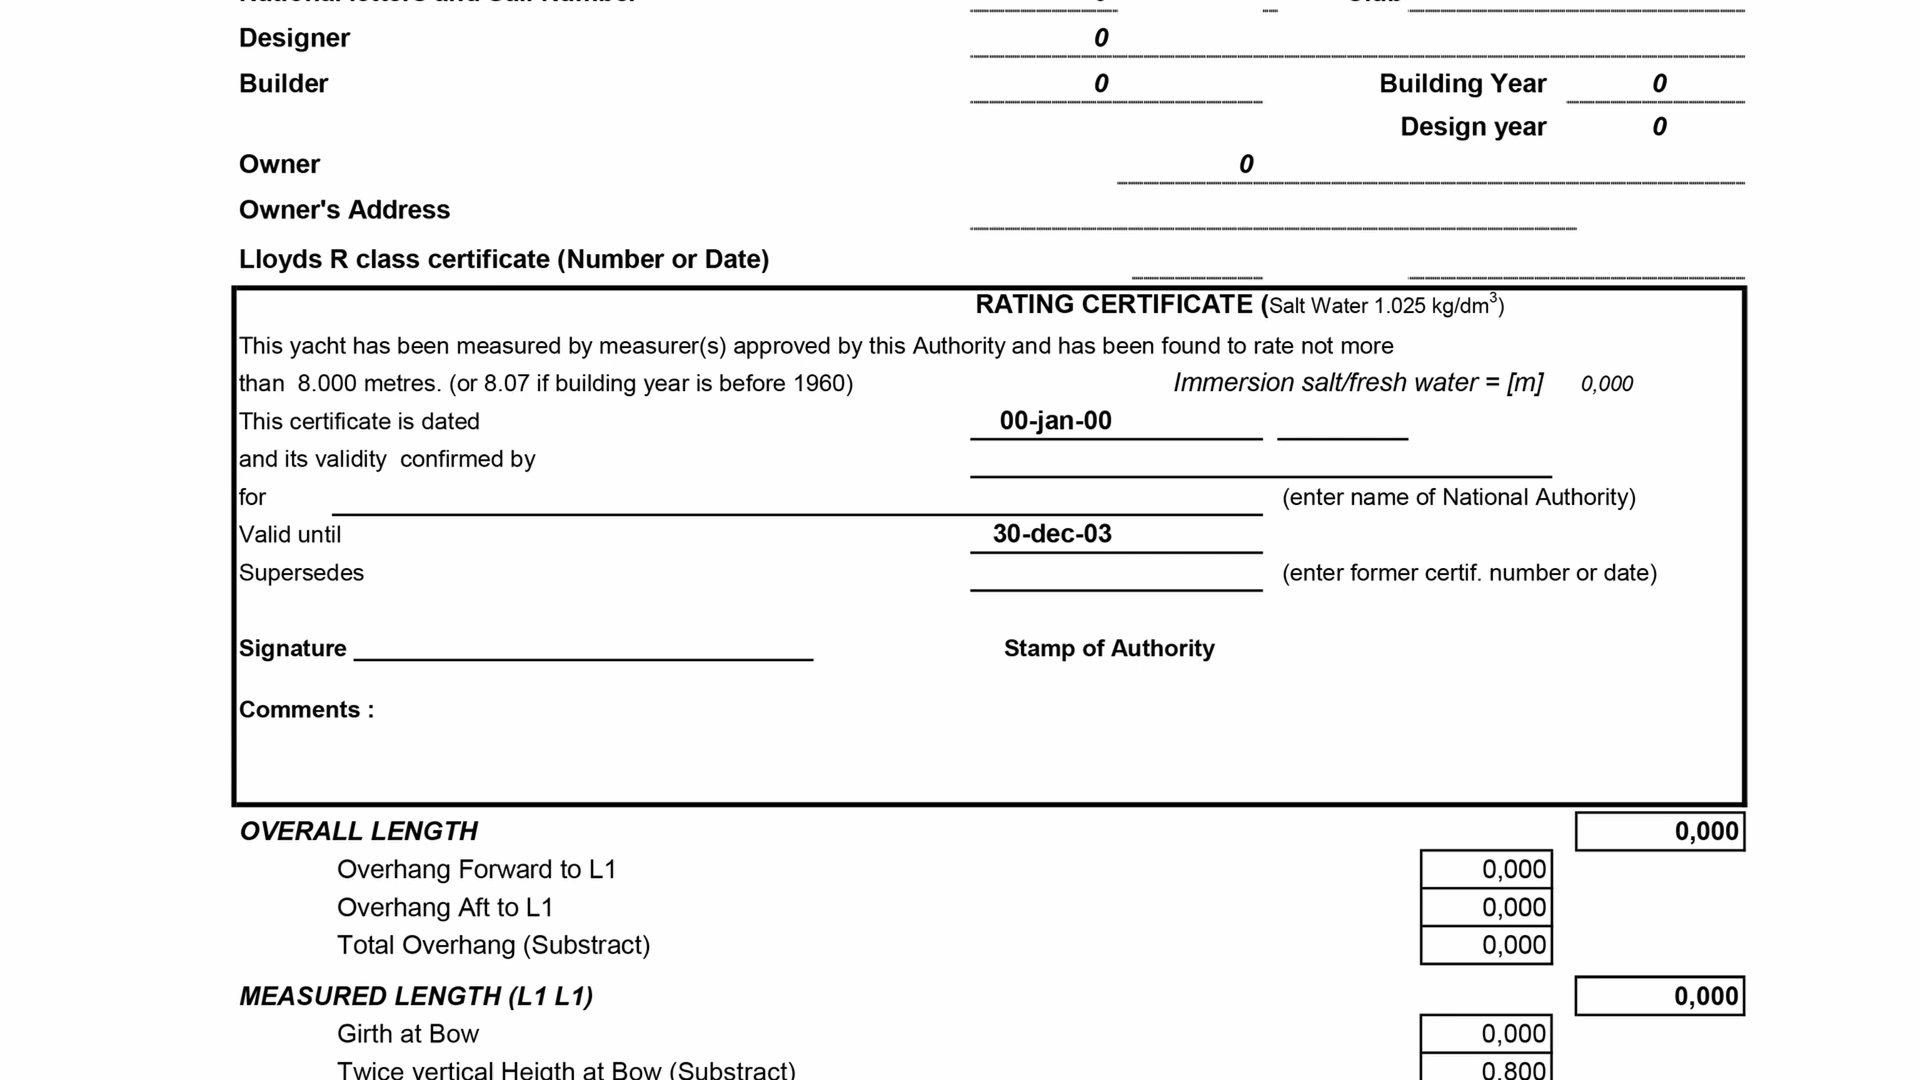 National letters and Sail Number 0 Club
Designer 0
Builder 0 Building Year 0
Design year 0
Owner 0
Owner's Address
Lloyds R class certificate (Number or Date)
RATING CERTIFICATE (Salt Water 1.025 kg/dm3)
This yacht has been measured by measurer(s) approved by this Authority and has been found to rate not more
than 8.000 metres. (or 8.07 if building year is before 1960) Immersion salt/fresh water = [m] 0,000
This certificate is dated 00-jan-00
and its validity confirmed by
for (enter name of National Authority)
Valid until 30-dec-03
Supersedes (enter former certif. number or date)
Signature Stamp of Authority
Comments :
OVERALL LENGTH 0,000
Overhang Forward to L1 0,000
Overhang Aft to L1 0,000
Total Overhang (Substract) 0,000
MEASURED LENGTH (L1 L1) 0,000
Girth at Bow 0,000
Twice vertical Heigth at Bow (Substract) 0,800